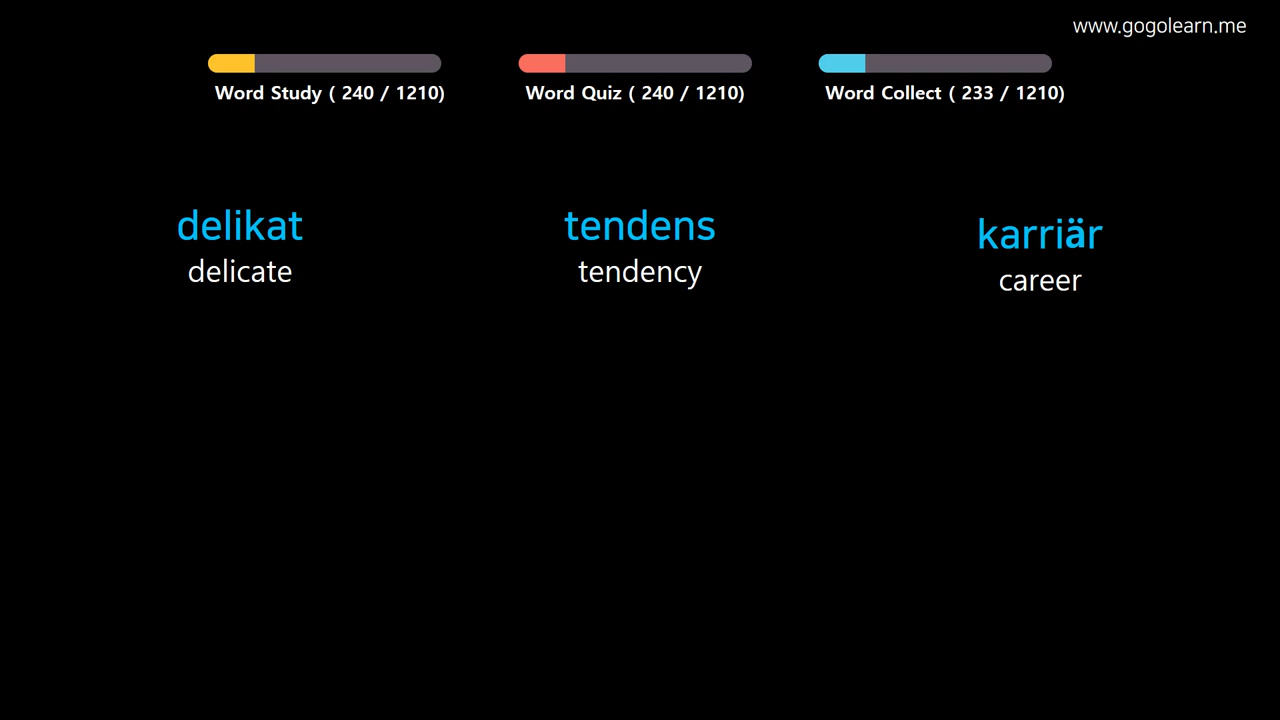 www.gogolearn.me
Word Study ( 240 / 1210)
Word Quiz ( 240 / 1210)
Word Collect ( 233 / 1210)
delikat
delicate
tendens
tendency
karriär
career